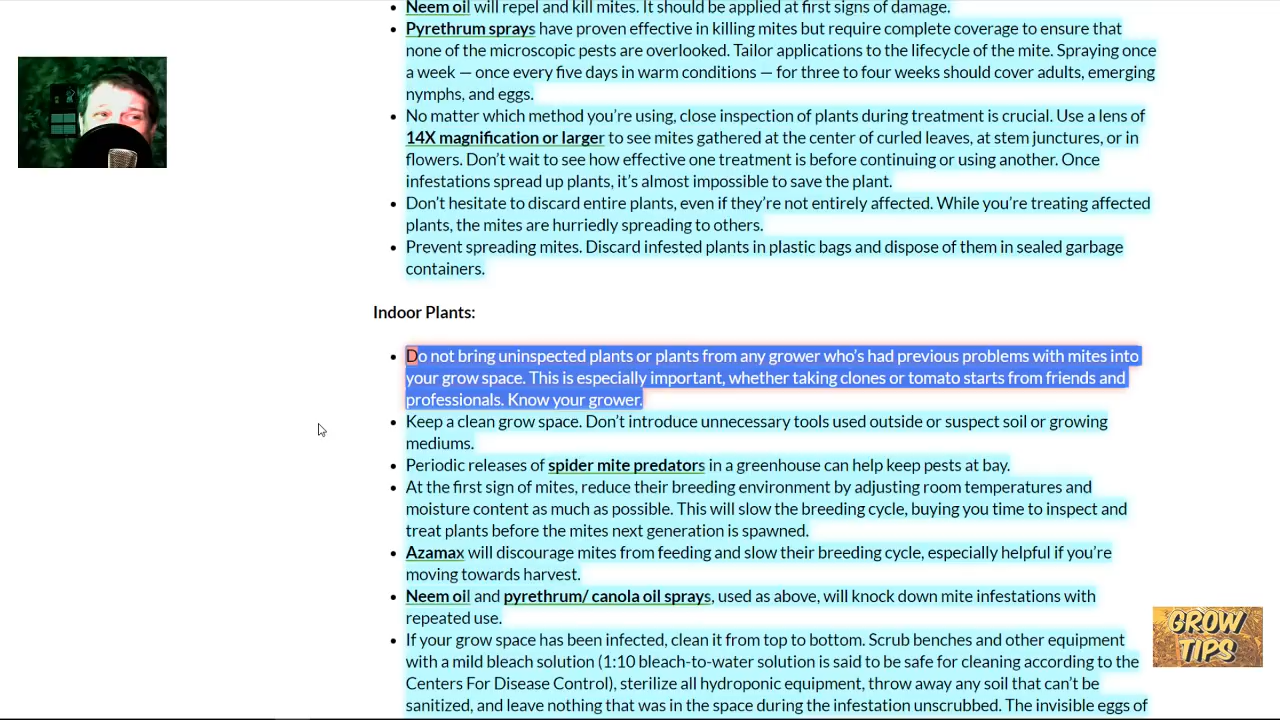 Neem oil will repel and kill mites. It should be applied at first signs of damage.
Pyrethrum sprays have proven effective in killing mites but require complete coverage to ensure that
none of the microscopic pests are overlooked. Tailor applications to the lifecycle of the mite. Spraying once
a week — once every five days in warm conditions — for three to four weeks should cover adults, emerging
nymphs, and eggs.
No matter which method you’re using, close inspection of plants during treatment is crucial. Use a lens of
14X magnification or larger to see mites gathered at the center of curled leaves, at stem junctures, or in
flowers. Don’t wait to see how effective one treatment is before continuing or using another. Once
infestations spread up plants, it’s almost impossible to save the plant.
Don’t hesitate to discard entire plants, even if they’re not entirely affected. While you’re treating affected
plants, the mites are hurriedly spreading to others.
Prevent spreading mites. Discard infested plants in plastic bags and dispose of them in sealed garbage
containers.
Indoor Plants:
Do not bring uninspected plants or plants from any grower who’s had previous problems with mites into
your grow space. This is especially important, whether taking clones or tomato starts from friends and
professionals. Know your grower.
Keep a clean grow space. Don’t introduce unnecessary tools used outside or suspect soil or growing
mediums.
Periodic releases of spider mite predators in a greenhouse can help keep pests at bay.
At the first sign of mites, reduce their breeding environment by adjusting room temperatures and
moisture content as much as possible. This will slow the breeding cycle, buying you time to inspect and
treat plants before the mites next generation is spawned.
Azamax will discourage mites from feeding and slow their breeding cycle, especially helpful if you’re
moving towards harvest.
Neem oil and pyrethrum/ canola oil sprays, used as above, will knock down mite infestations with
repeated use.
If your grow space has been infected, clean it from top to bottom. Scrub benches and other equipment
with a mild bleach solution (1:10 bleach-to-water solution is said to be safe for cleaning according to the
Centers For Disease Control), sterilize all hydroponic equipment, throw away any soil that can’t be
sanitized, and leave nothing that was in the space during the infestation unscrubbed. The invisible eggs of
GROW
TIPS